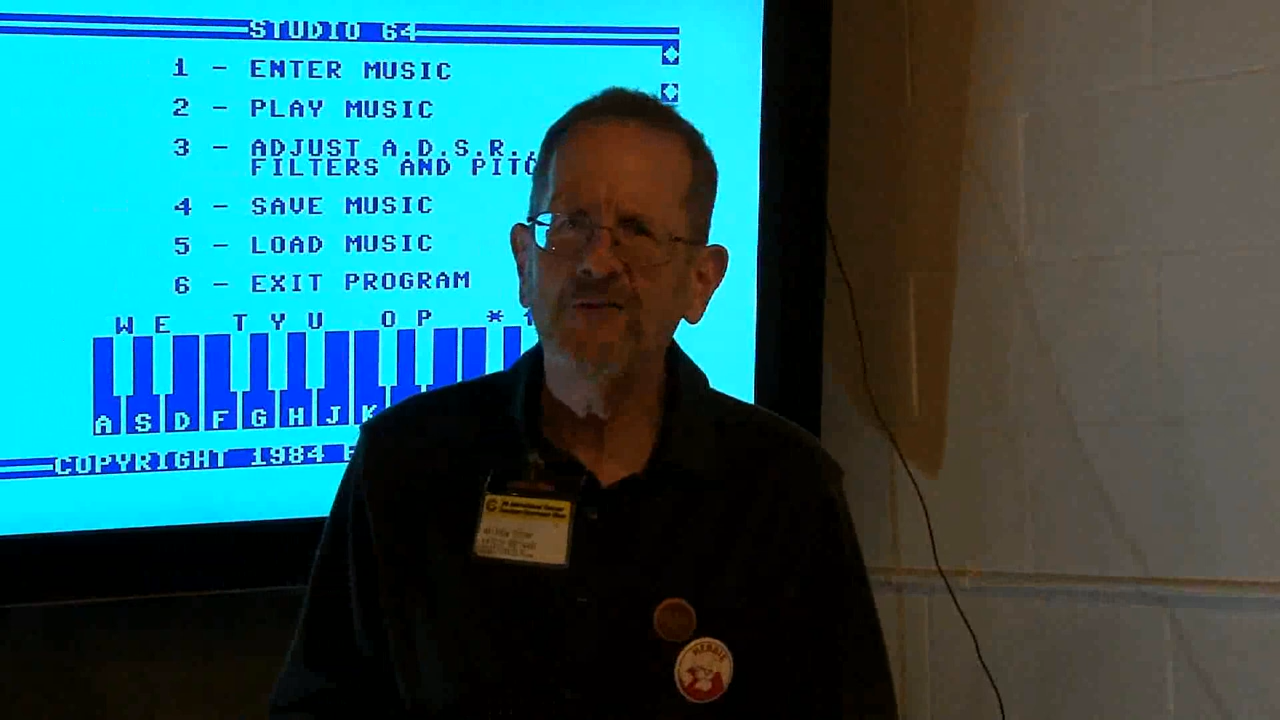 STUDIO 64
1 - ENTER MUSIC
2 - PLAY MUSIC
3 - ADJUST A.D.S.R.,
FILTERS AND PITC
4 - SAVE MUSIC
5 - LOAD MUSIC
6 - EXIT PROGRAM
W E T Y U O P * ↑
A S D F G H J K
COPYRIGHT 1984